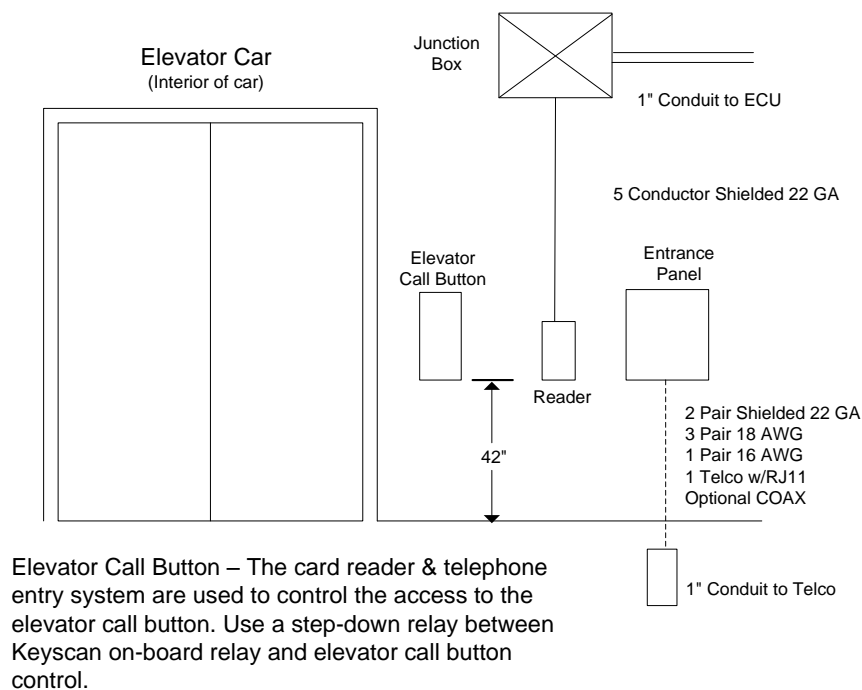 Elevator Car
(Interior of car)
Junction
Box
1" Conduit to ECU
5 Conductor Shielded 22 GA
Elevator
Call Button
Entrance
Panel
Reader
42"
2 Pair Shielded 22 GA
3 Pair 18 AWG
1 Pair 16 AWG
1 Telco w/RJ11
Optional COAX
1" Conduit to Telco
Elevator Call Button – The card reader & telephone
entry system are used to control the access to the
elevator call button. Use a step-down relay between
Keyscan on-board relay and elevator call button
control.